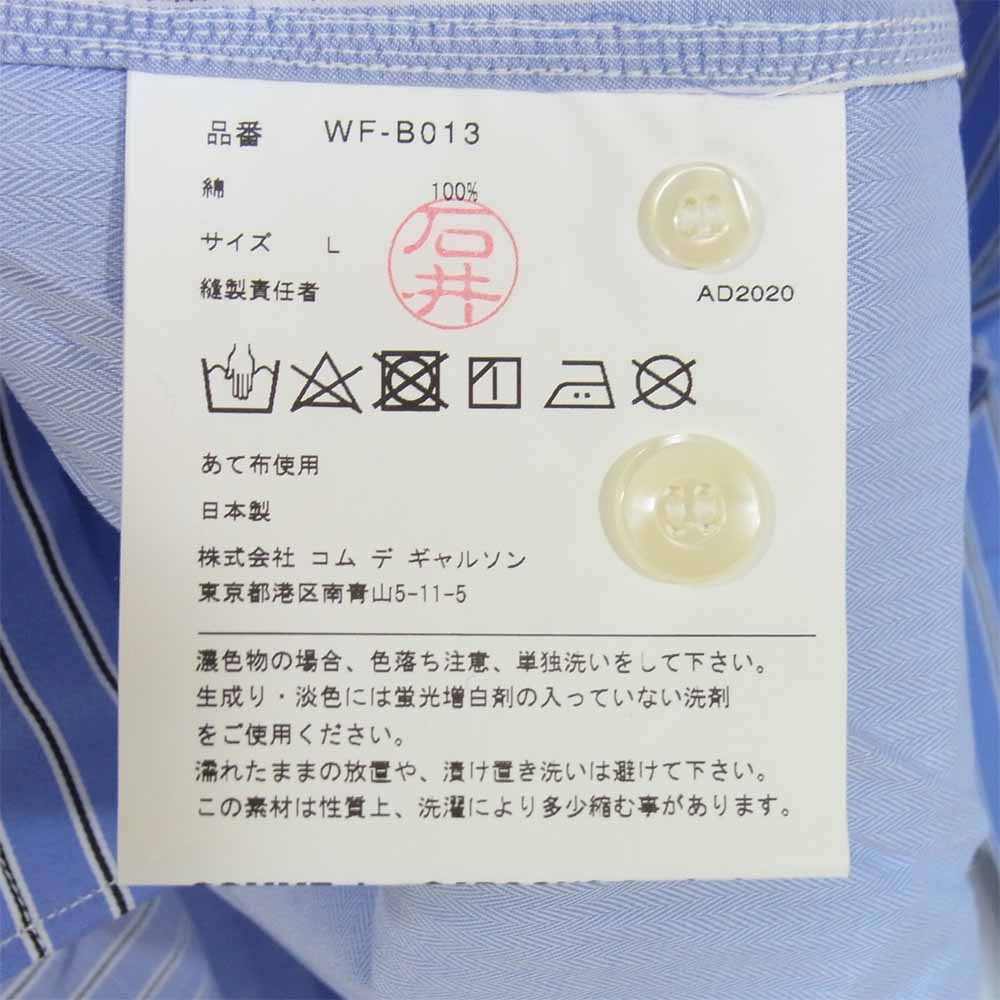 品番 WF-B013
綿 100%
サイズ L
縫製責任者 石井
AD2020
あて布使用
日本製
株式会社 コム デ ギャルソン
東京都港区南青山5-11-5
濃色物の場合、色落ち注意、単独洗いをして下さい。
生成り・淡色には蛍光増白剤の入っていない洗剤
をご使用ください。
濡れたままの放置や、漬け置き洗いは避けて下さい。
この素材は性質上、洗濯により多少縮む事があります。